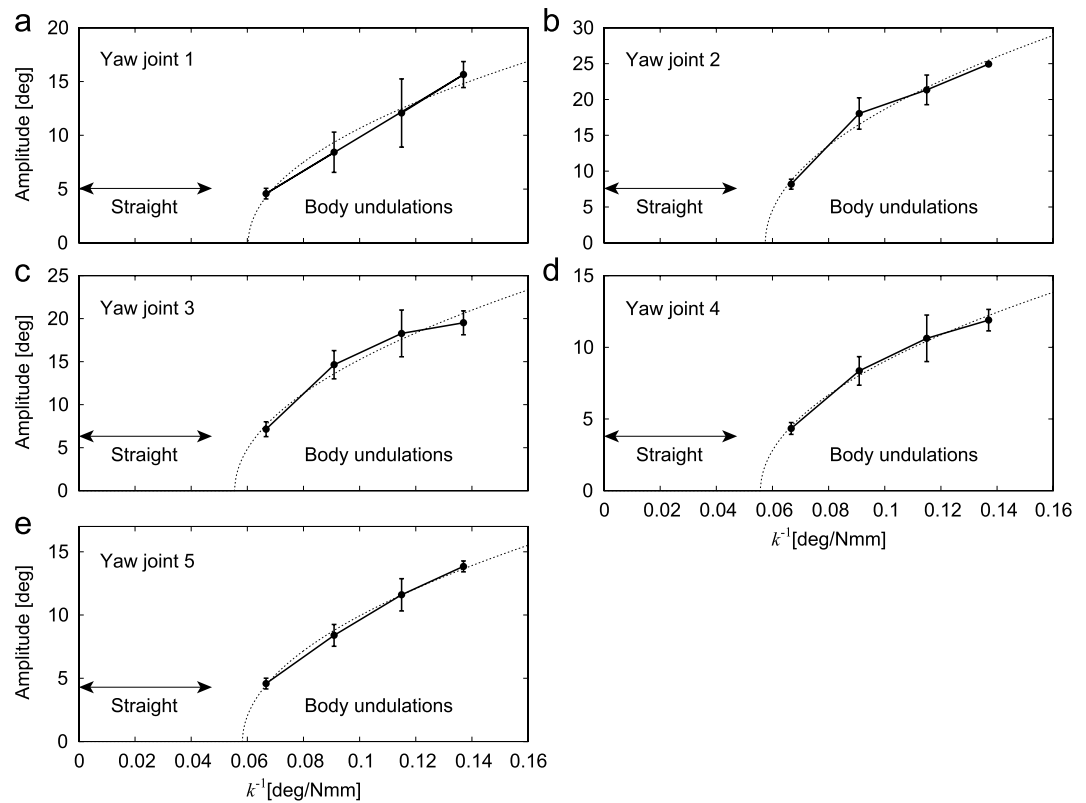 a
20
15
10
5
0
Amplitude [deg]
Yaw joint 1
Straight
Body undulations
b
30
25
20
15
10
5
0
Yaw joint 2
Straight
Body undulations
c
25
20
15
10
5
0
Amplitude [deg]
Yaw joint 3
Straight
Body undulations
d
15
10
5
0
Yaw joint 4
Straight
Body undulations
0 0.02 0.04 0.06 0.08 0.1 0.12 0.14 0.16
k⁻¹[deg/Nmm]
e
15
10
5
0
Amplitude [deg]
Yaw joint 5
Straight
Body undulations
0 0.02 0.04 0.06 0.08 0.1 0.12 0.14 0.16
k⁻¹[deg/Nmm]